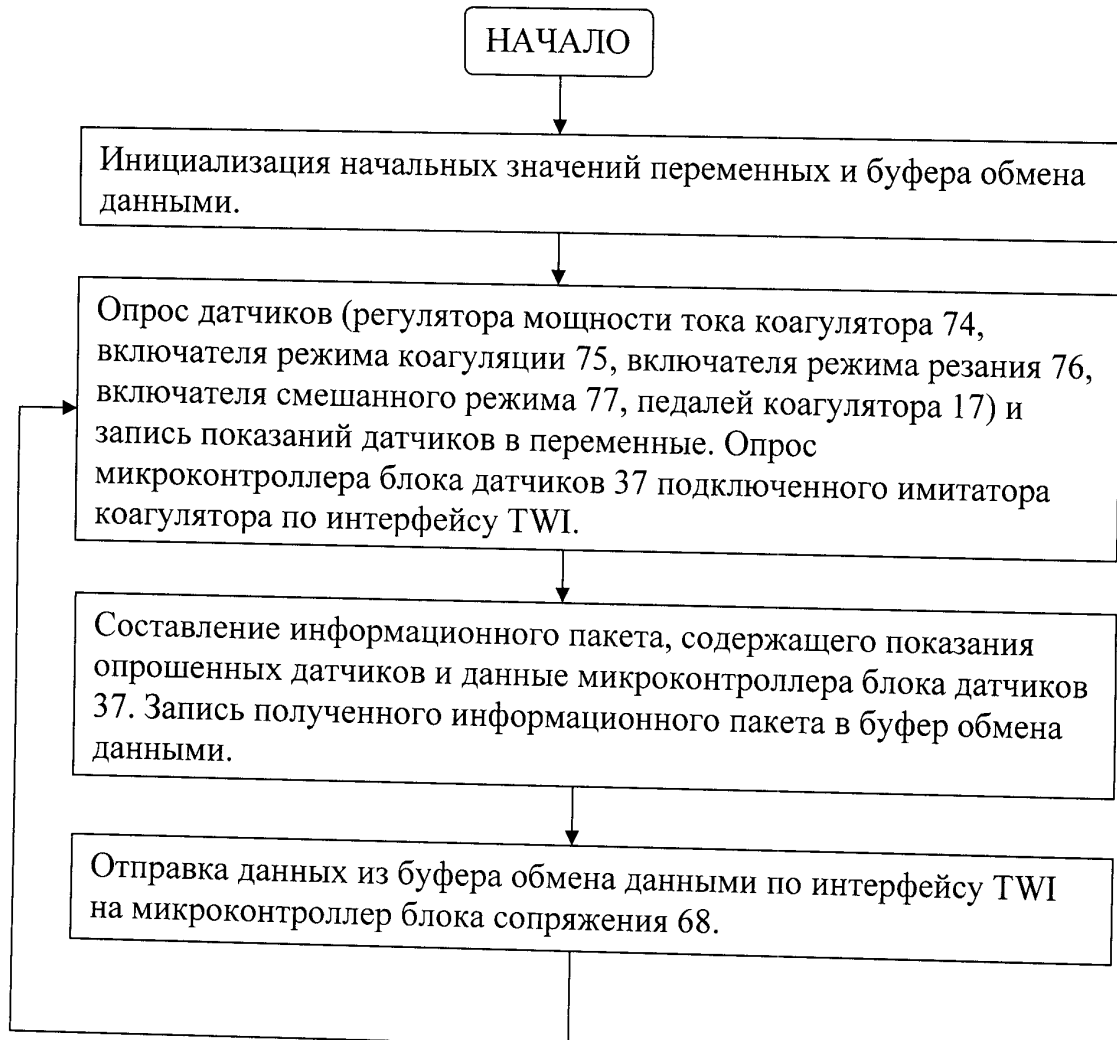 НАЧАЛО
Инициализация начальных значений переменных и буфера обмена
данными.
Опрос датчиков (регулятора мощности тока коагулятора 74,
включателя режима коагуляции 75, включателя режима резания 76,
включателя смешанного режима 77, педалей коагулятора 17) и
запись показаний датчиков в переменные. Опрос
микроконтроллера блока датчиков 37 подключенного имитатора
коагулятора по интерфейсу TWI.
Составление информационного пакета, содержащего показания
опрошенных датчиков и данные микроконтроллера блока датчиков
37. Запись полученного информационного пакета в буфер обмена
данными.
Отправка данных из буфера обмена данными по интерфейсу TWI
на микроконтроллер блока сопряжения 68.